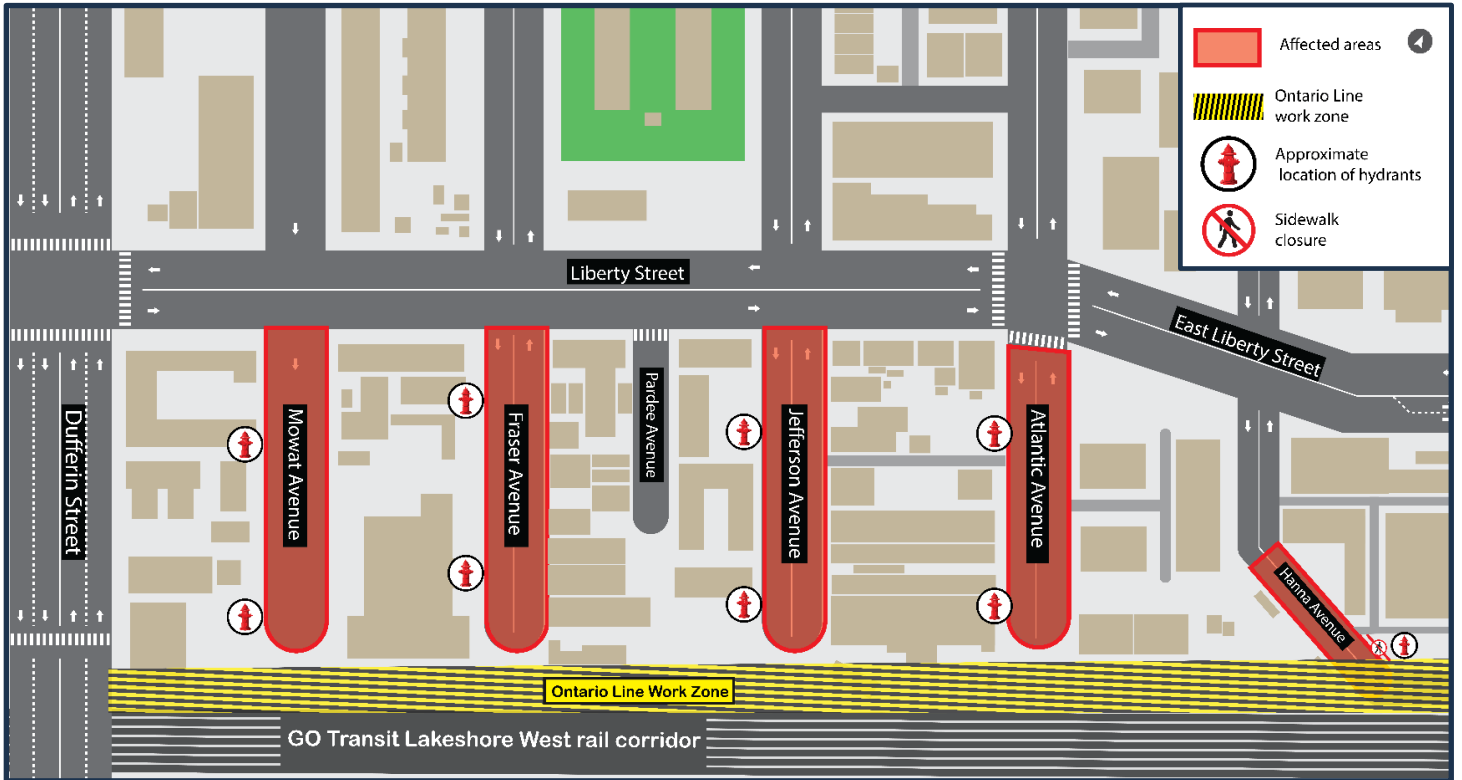 Affected areas
Ontario Line
work zone
Approximate
location of hydrants
Sidewalk
closure
Liberty Street
East Liberty Street
Dufferin Street
Mowat Avenue
Fraser Avenue
Pardee Avenue
Jefferson Avenue
Atlantic Avenue
Hanna Avenue
Ontario Line Work Zone
GO Transit Lakeshore West rail corridor